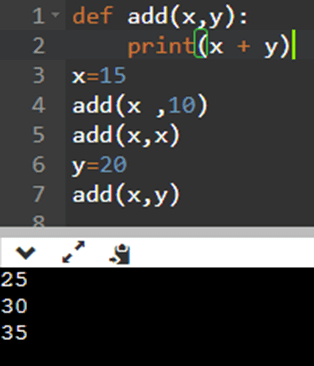 1 def add(x,y):
2     print(x + y)
3 x=15
4 add(x ,10)
5 add(x,x)
6 y=20
7 add(x,y)
8
25
30
35